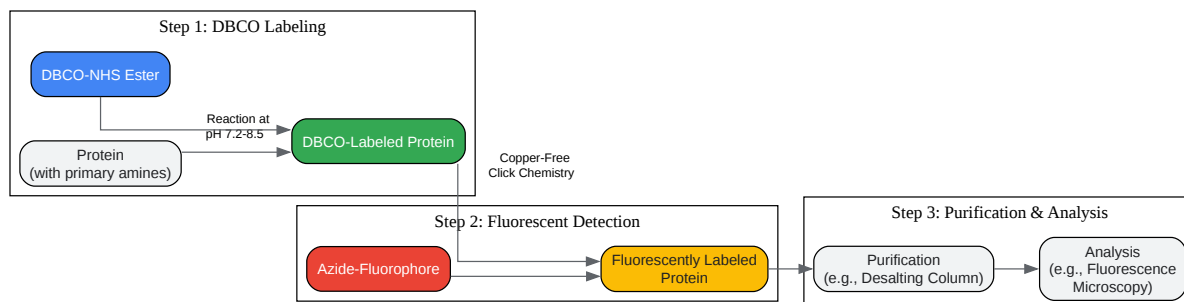 Step 1: DBCO Labeling
DBCO-NHS Ester
Reaction at
pH 7.2-8.5
Protein
(with primary amines)
DBCO-Labeled Protein
Copper-Free
Click Chemistry
Step 2: Fluorescent Detection
Azide-Fluorophore
Fluorescently Labeled
Protein
Step 3: Purification & Analysis
Purification
(e.g., Desalting Column)
Analysis
(e.g., Fluorescence
Microscopy)